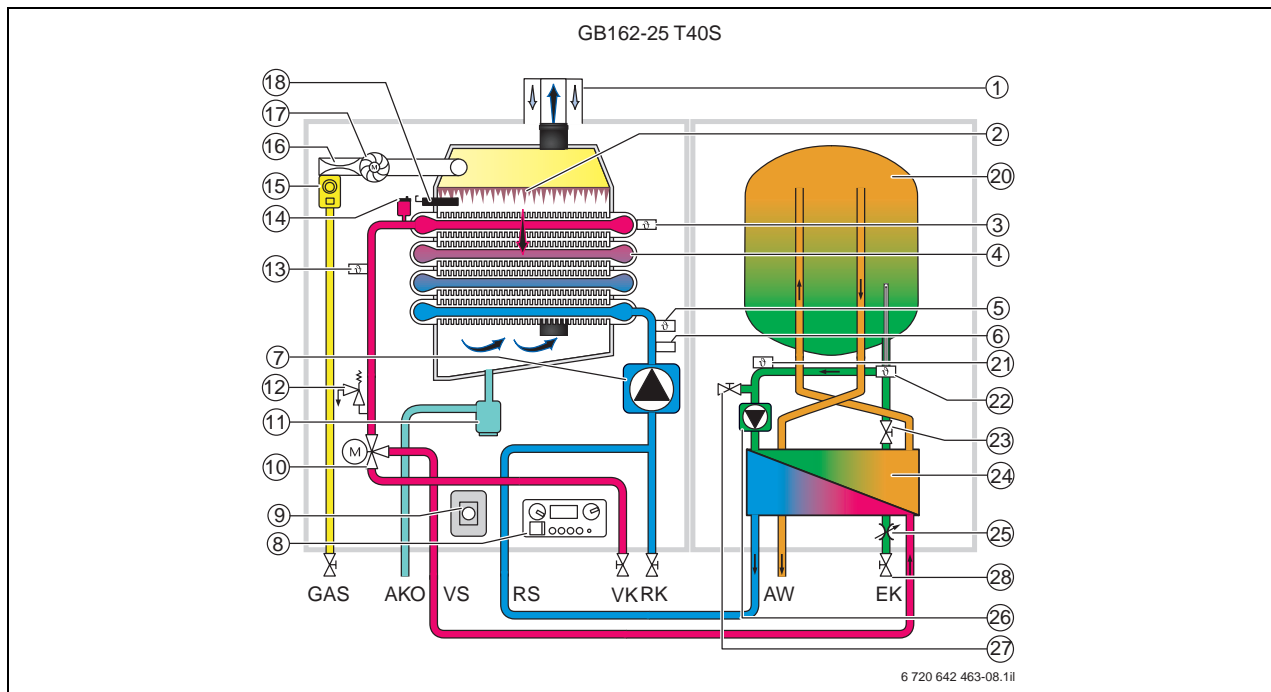 GB162-25 T40S
18
17
16
15
14
13
7
12
11
10
9
8
1
2
20
3
4
5
6
21
22
23
24
25
28
26
27
M
M
GAS AKO VS RS VK RK AW EK
ϑ
ϑ
ϑ
ϑ
ϑ
6 720 642 463-08.1il